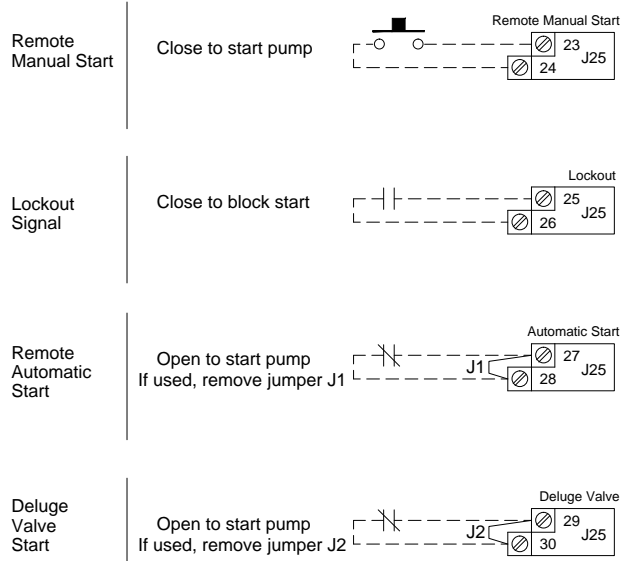 Remote
Manual Start
Close to start pump
Remote Manual Start
23
24
J25
Lockout
Signal
Close to block start
Lockout
25
26
J25
Remote
Automatic
Start
Open to start pump
If used, remove jumper J1
J1
Automatic Start
27
28
J25
Deluge
Valve
Start
Open to start pump
If used, remove jumper J2
J2
Deluge Valve
29
30
J25